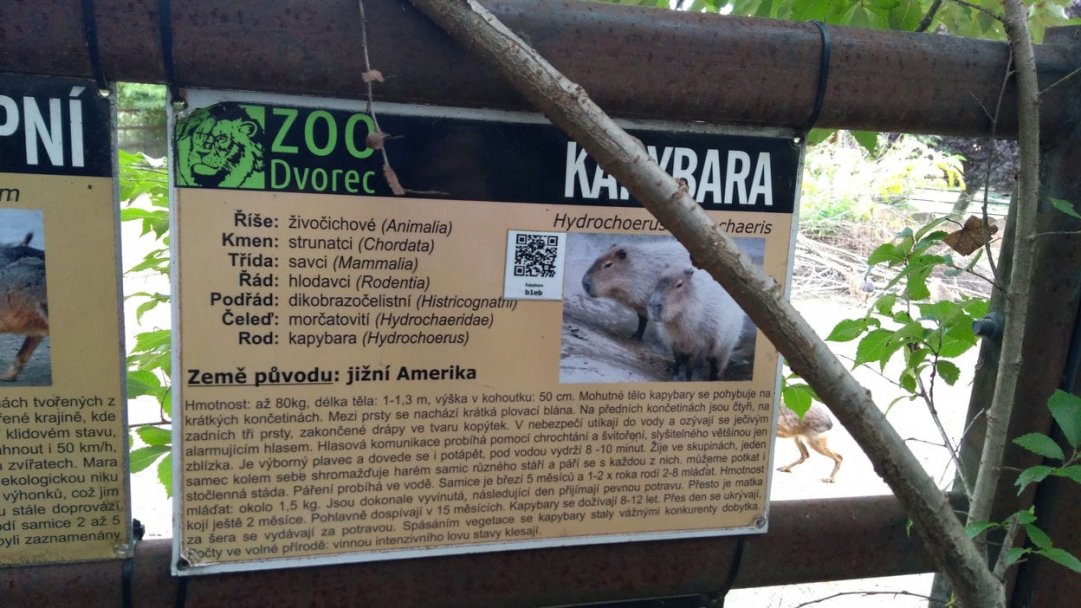 PNÍ
m
nách tvořených z
řené krajině, kde
klidovém stavu,
ahnout i 50 km/h,
zvířatech. Mara
ekologickou niku
výhonků, což jim
u stále doprovází
odí samice 2 až 5
byli zaznamenány
ZOO
Dvorec
KAPYBARA
Hydrochoerus chaeris
Říše: živočichové (Animalia)
Kmen: strunatci (Chordata)
Třída: savci (Mammalia)
Řád: hlodavci (Rodentia)
Podřád: dikobrazočelistní (Histricognathi)
Čeleď: morčatovití (Hydrochaeridae)
Rod: kapybara (Hydrochoerus)
Kapybara
b1nb
Země původu: jižní Amerika
Hmotnost: až 80kg, délka těla: 1-1,3 m, výška v kohoutku: 50 cm. Mohutné tělo kapybary se pohybuje na
krátkých končetinách. Mezi prsty se nachází krátká plovací blána. Na předních končetinách jsou čtyři, na
zadních tři prsty, zakončené drápy ve tvaru kopýtek. V nebezpečí utíkají do vody a ozývají se ječivým
alarmujícím hlasem. Hlasová komunikace probíhá pomocí chrochtání a švitoření, slyšitelného většinou jen
zblízka. Je výborný plavec a dovede se i potápět, pod vodou vydrží 8 -10 minut. Žije ve skupinách, jeden
samec kolem sebe shromažďuje harém samic různého stáří a páří se s každou z nich. můžeme potkat i
stočlenná stáda. Páření probíhá ve vodě. Samice je březí 5 měsíců a 1-2 x roka rodí 2-8 mláďat. Hmotnost
mláďat: okolo 1,5 kg. Jsou dokonale vyvinutá, následující den přijímají pevnou potravu. Přesto je matka
kojí ještě 2 měsíce. Pohlavně dospívají v 15 měsících. Kapybary se dožívají 8-12 let. Přes den se ukrývají,
za šera se vydávají za potravou. Spásáním vegetace se kapybary staly vážnými konkurenty dobytka.
Počty ve volné přírodě: vinnou intenzivního lovu stavy klesají.